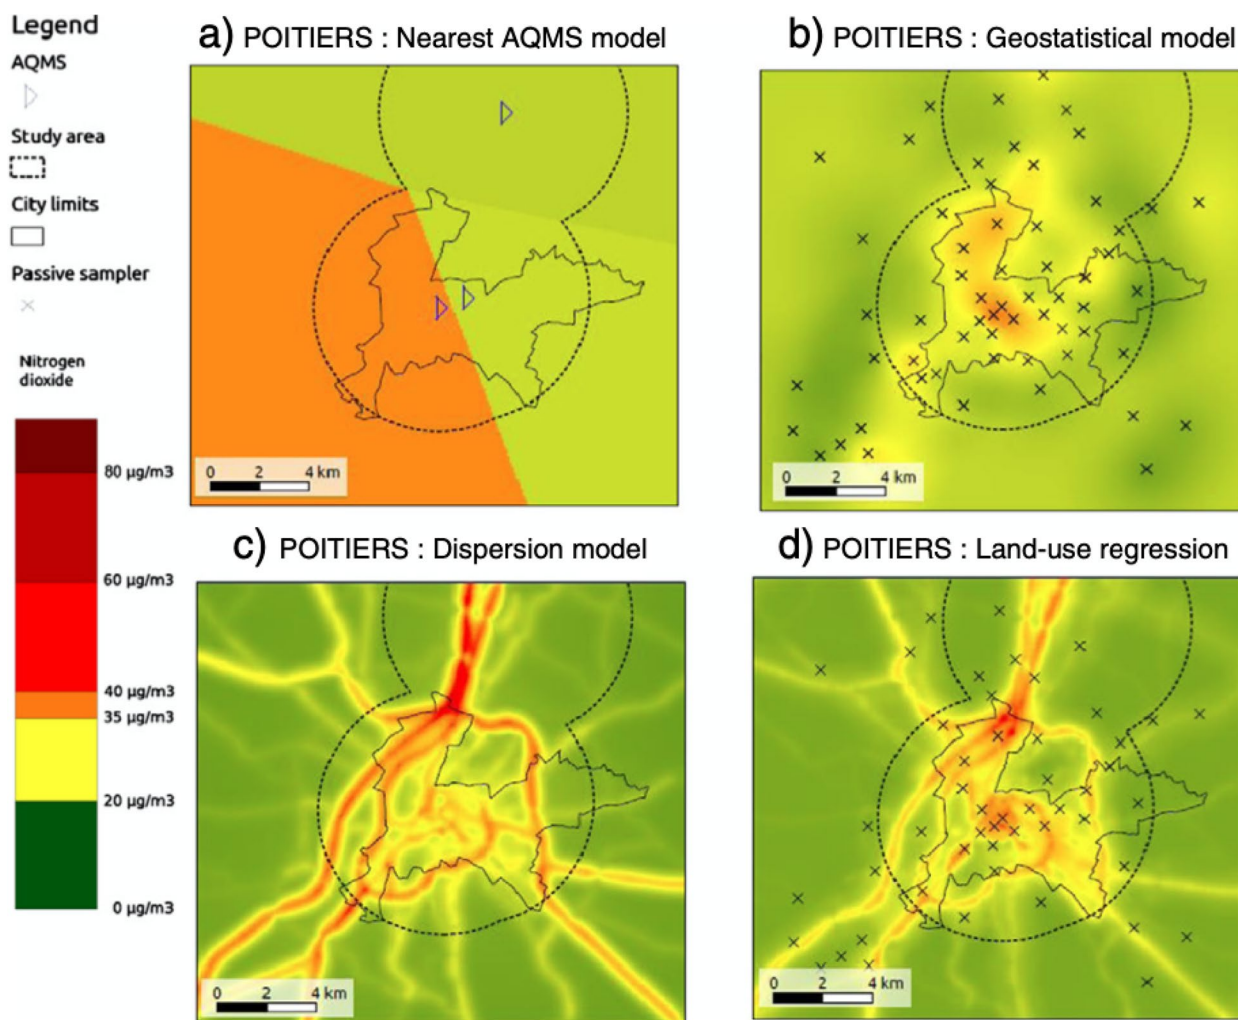 Legend
AQMS
Study area
City limits
Passive sampler
Nitrogen
dioxide
80 µg/m3
60 µg/m3
40 µg/m3
35 µg/m3
20 µg/m3
0 µg/m3
a) POITIERS : Nearest AQMS model
0 2 4 km
b) POITIERS : Geostatistical model
0 2 4 km
c) POITIERS : Dispersion model
0 2 4 km
d) POITIERS : Land-use regression
0 2 4 km